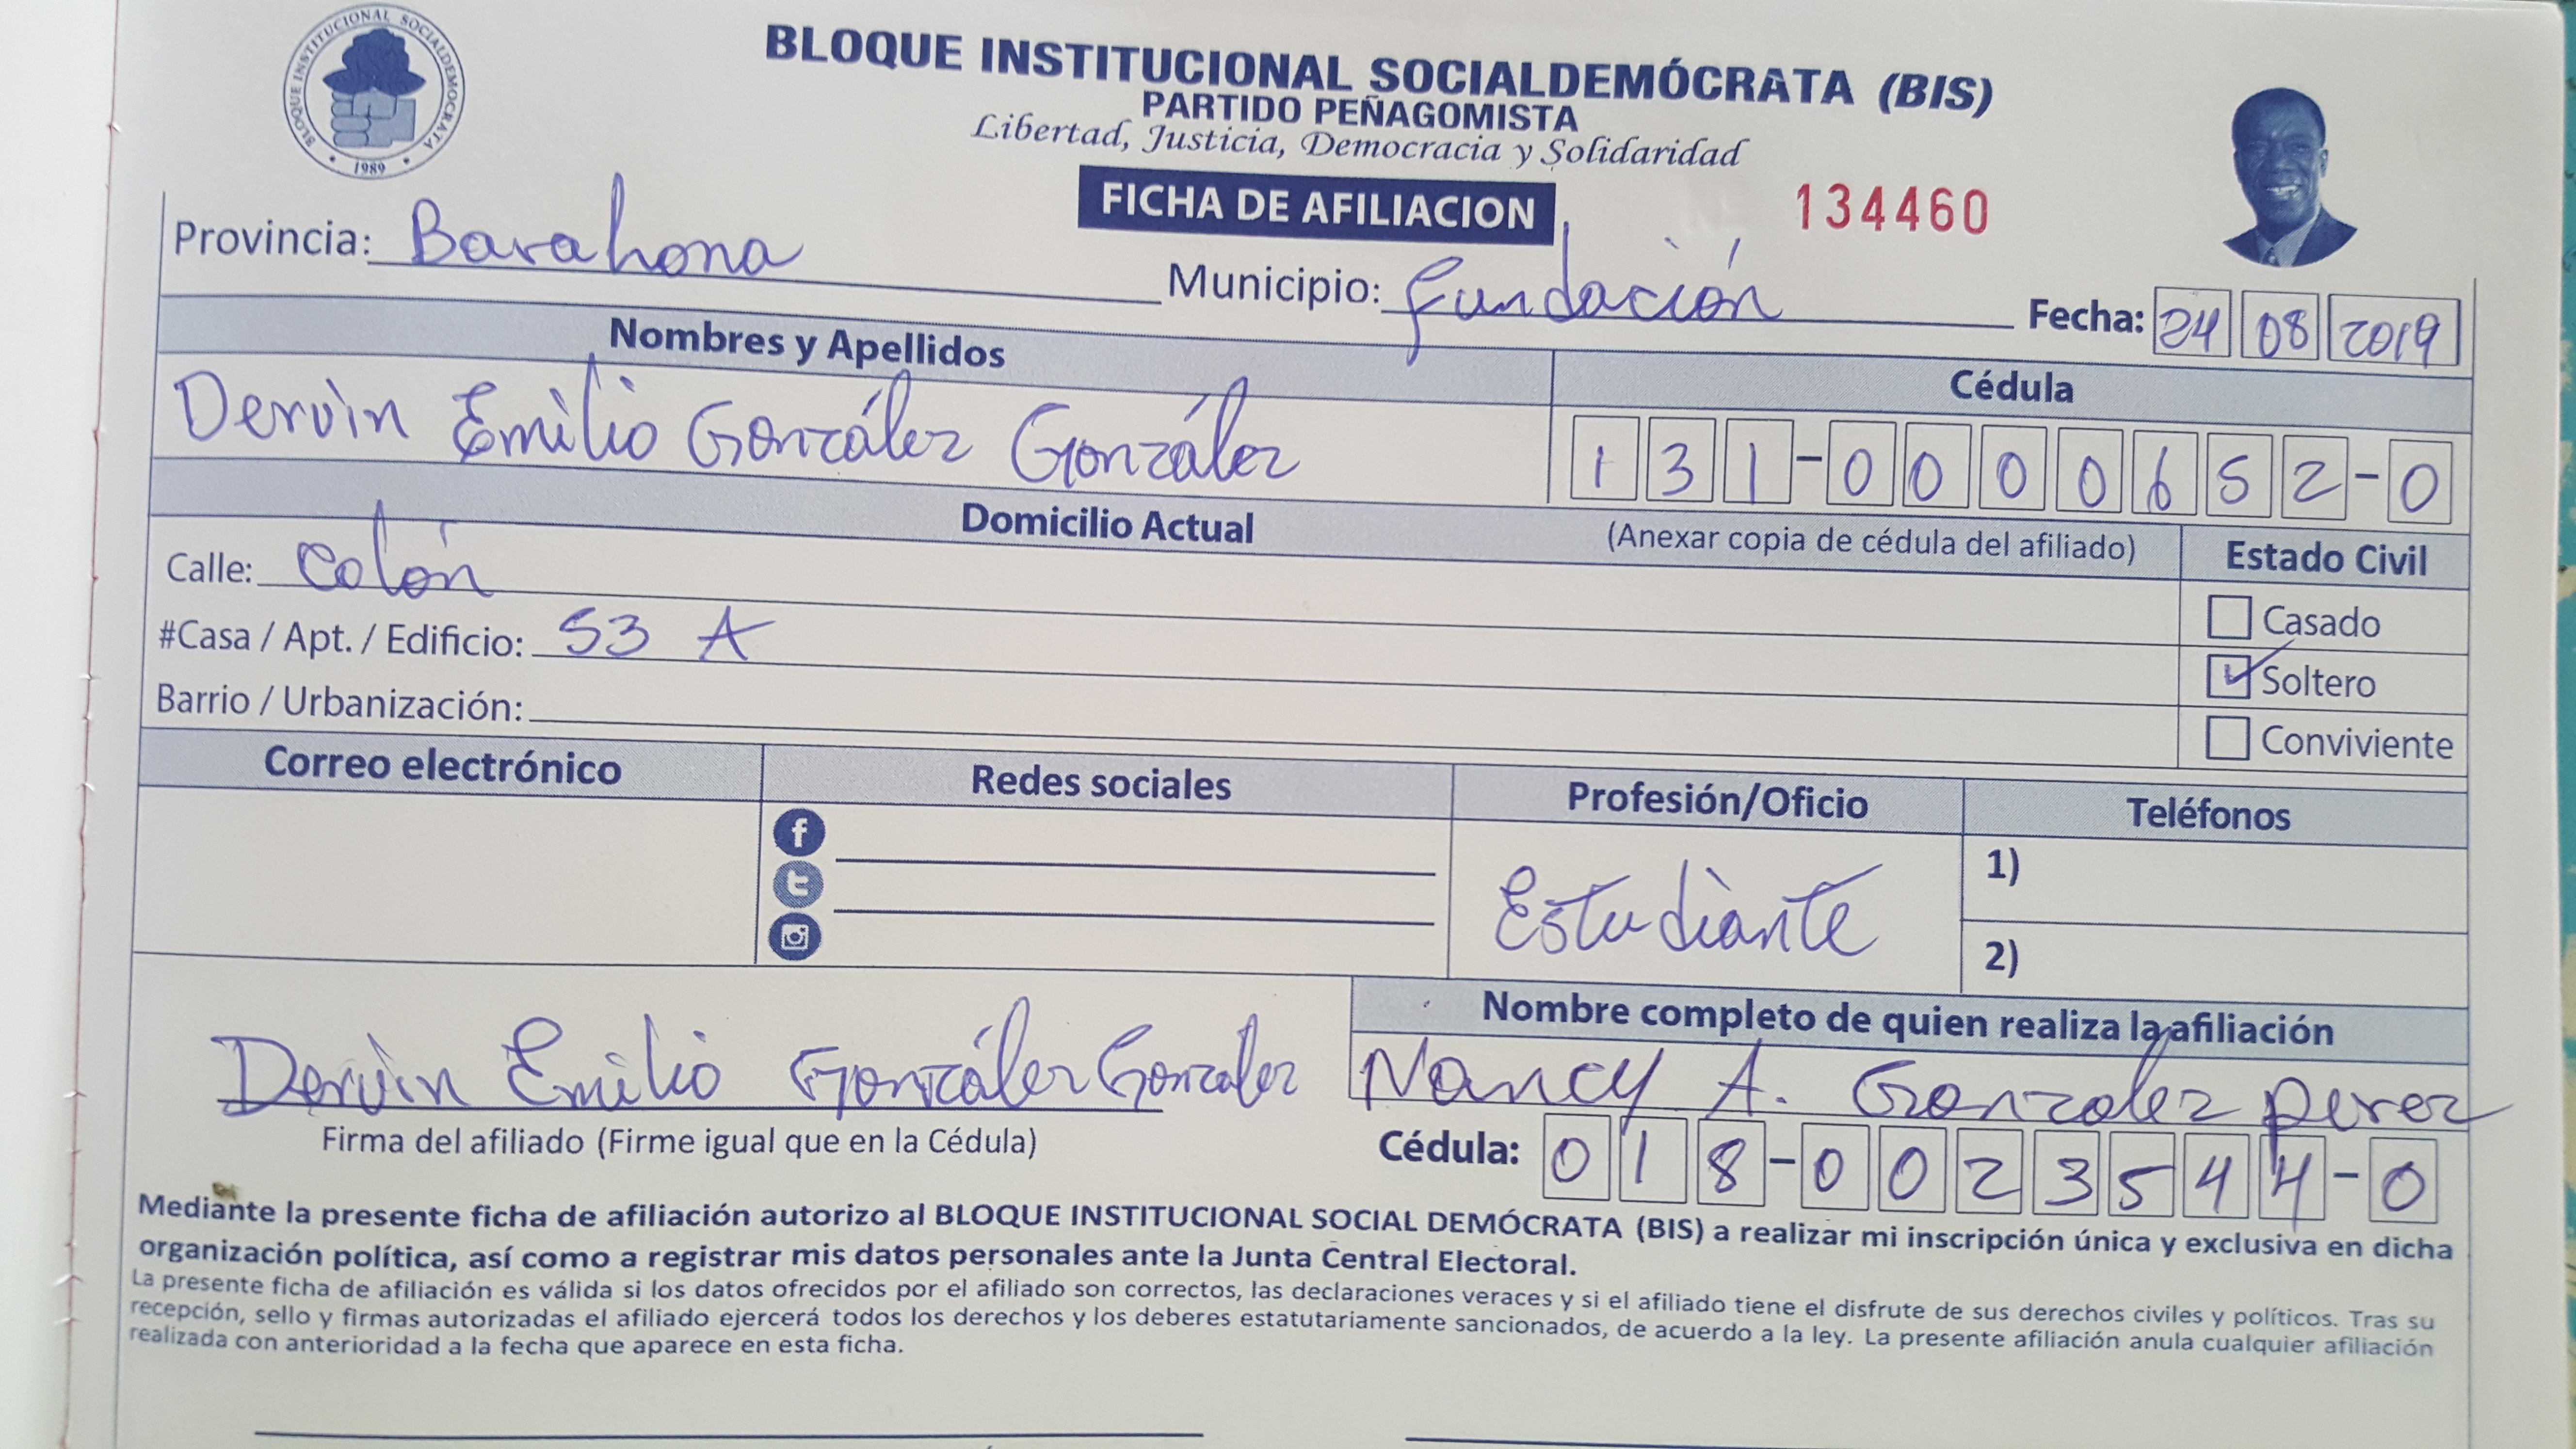 BLOQUE INSTITUCIONAL SOCIALDEMÓCRATA
1989
BLOQUE INSTITUCIONAL SOCIALDEMÓCRATA (BIS)
PARTIDO PEÑAGOMISTA
Libertad, Justicia, Democracia y Solidaridad
FICHA DE AFILIACION
134460
Provincia: Barahona
Municipio: Fundación
Fecha: 24 08 2019
Nombres y Apellidos
Cédula
Dervin Emilio González González
131-0000652-0
Domicilio Actual
(Anexar copia de cédula del afiliado)
Estado Civil
Calle: Colón
Casado
#Casa / Apt. / Edificio: 53 A
Soltero
Barrio / Urbanización:
Conviviente
Correo electrónico
Redes sociales
Profesión/Oficio
Teléfonos
Estudiante
1)
2)
Nombre completo de quien realiza la afiliación
Dervin Emilio González Gonzalez
Nancy A. Gonzalez perez
Firma del afiliado (Firme igual que en la Cédula)
Cédula: 018-0023544-0
Mediante la presente ficha de afiliación autorizo al BLOQUE INSTITUCIONAL SOCIAL DEMÓCRATA (BIS) a realizar mi inscripción única y exclusiva en dicha
organización política, así como a registrar mis datos personales ante la Junta Central Electoral.
La presente ficha de afiliación es válida si los datos ofrecidos por el afiliado son correctos, las declaraciones veraces y si el afiliado tiene el disfrute de sus derechos civiles y políticos. Tras su
recepción, sello y firmas autorizadas el afiliado ejercerá todos los derechos y los deberes estatutariamente sancionados, de acuerdo a la ley. La presente afiliación anula cualquier afiliación
realizada con anterioridad a la fecha que aparece en esta ficha.